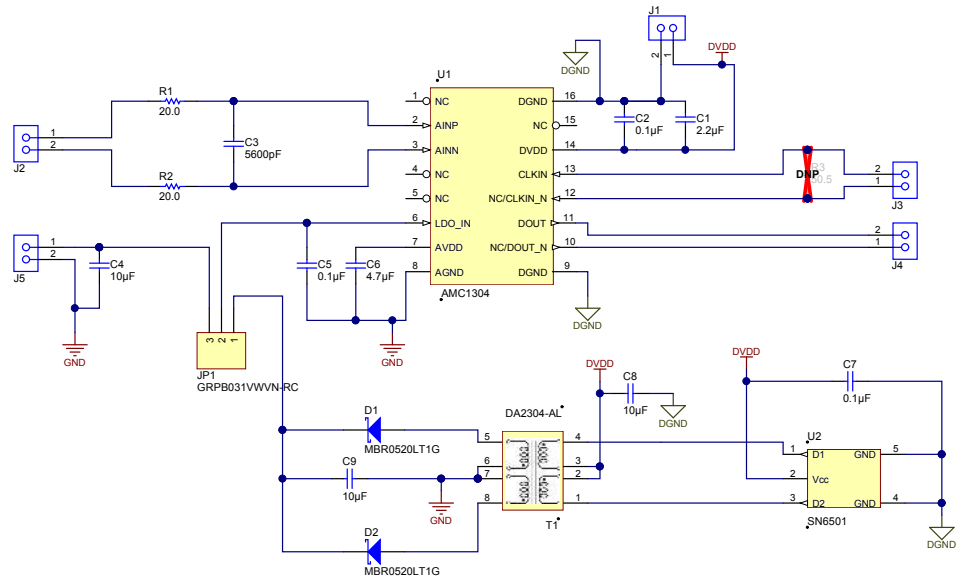 J1
2
1
DVDD
DGND
U1
R1
20.0
1 NC
DGND 16
C2
0.1µF
C1
2.2µF
2 AINP
NC 15
J2
1
2
C3
5600pF
3 AINN
DVDD 14
R2
20.0
4 NC
CLKIN 13
R3
DNP
30.5
2
1
J3
5 NC
NC/CLKIN_N 12
6 LDO_IN
DOUT 11
7 AVDD
NC/DOUT_N 10
2
1
J4
8 AGND
DGND 9
AMC1304
J5
1
2
C4
10µF
C5
0.1µF
C6
4.7µF
GND
GND
DGND
3
2
1
JP1
GRPB031VWVN-RC
DVDD
C8
10µF
DGND
DVDD
C7
0.1µF
D1
MBR0520LT1G
DA2304-AL
5
6
7
8
4
3
2
1
T1
C9
10µF
GND
D2
MBR0520LT1G
U2
1 D1
GND 5
2 Vcc
3 D2
GND 4
SN6501
DGND